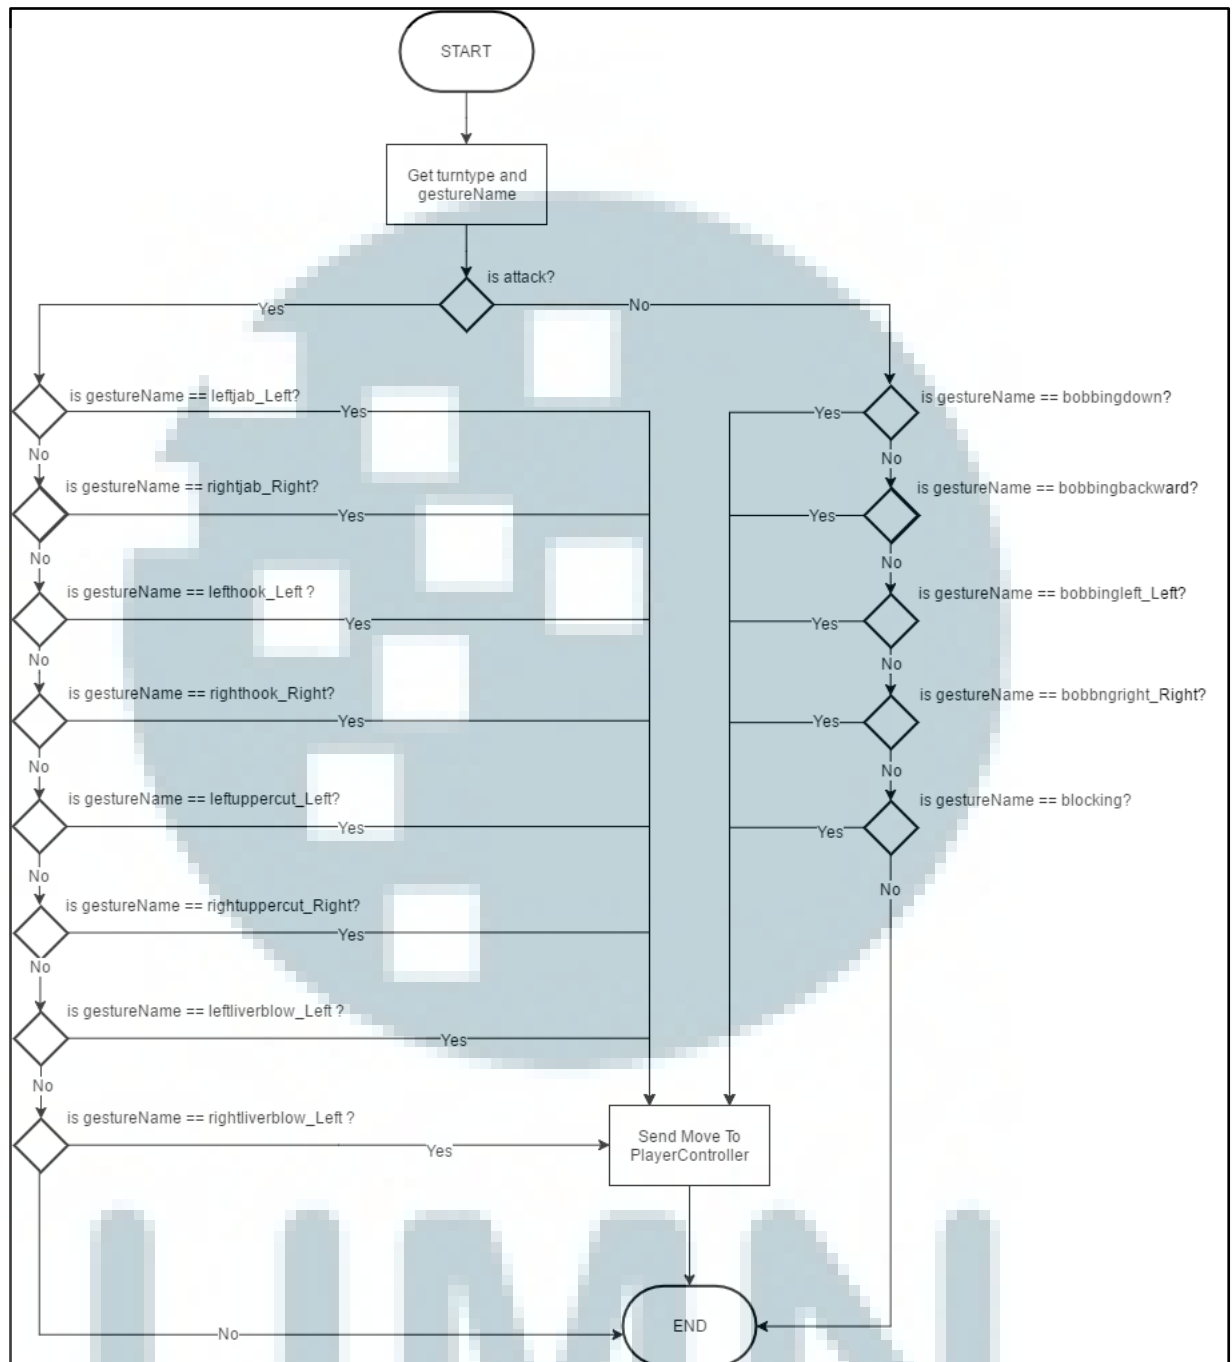 START
Get turntype and
gestureName
is attack?
Yes
No
is gestureName == leftjab_Left?
Yes
No
is gestureName == rightjab_Right?
Yes
No
is gestureName == lefthook_Left ?
Yes
No
is gestureName == righthook_Right?
Yes
No
is gestureName == leftuppercut_Left?
Yes
No
is gestureName == rightuppercut_Right?
Yes
No
is gestureName == leftliverblow_Left ?
Yes
No
is gestureName == rightliverblow_Left ?
Yes
No
is gestureName == bobbingdown?
Yes
No
is gestureName == bobbingbackward?
Yes
No
is gestureName == bobbingleft_Left?
Yes
No
is gestureName == bobbngright_Right?
Yes
No
is gestureName == blocking?
Yes
No
Send Move To
PlayerController
END
UMN